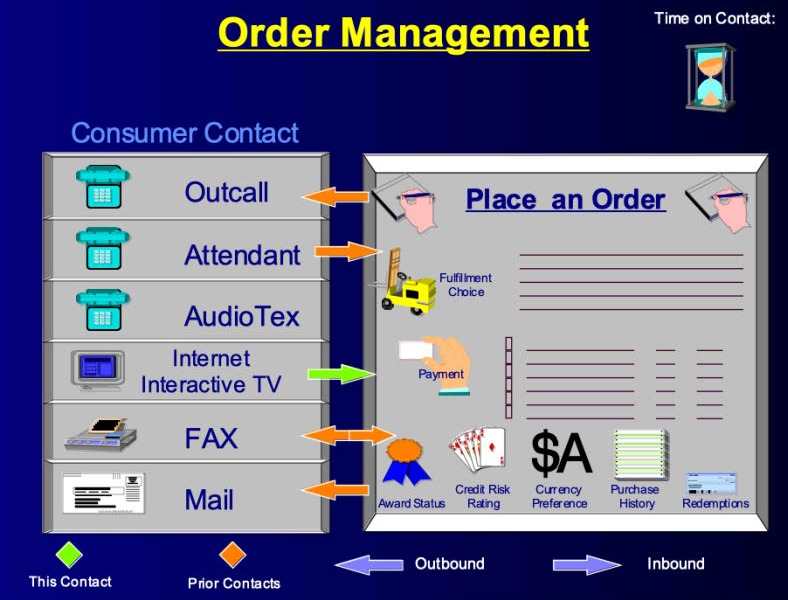 Order Management
Time on Contact:
Consumer Contact
Outcall
Attendant
AudioTex
Internet
Interactive TV
FAX
Mail
Place an Order
Fulfillment
Choice
Payment
$A
Award Status
Credit Risk
Rating
Currency
Preference
Purchase
History
Redemptions
This Contact
Prior Contacts
Outbound
Inbound